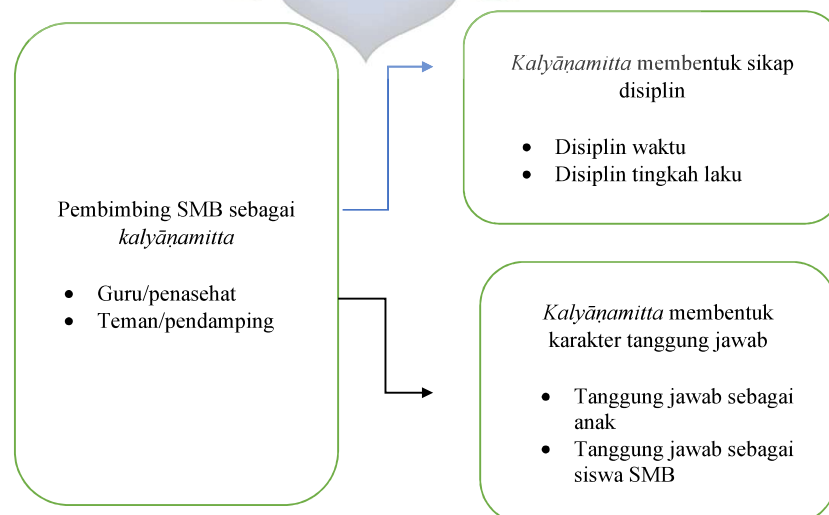 Pembimbing SMB sebagai
kalyāṇamitta
• Guru/penasehat
• Teman/pendamping
Kalyāṇamitta membentuk sikap
disiplin
• Disiplin waktu
• Disiplin tingkah laku
Kalyāṇamitta membentuk
karakter tanggung jawab
• Tanggung jawab sebagai
anak
• Tanggung jawab sebagai
siswa SMB